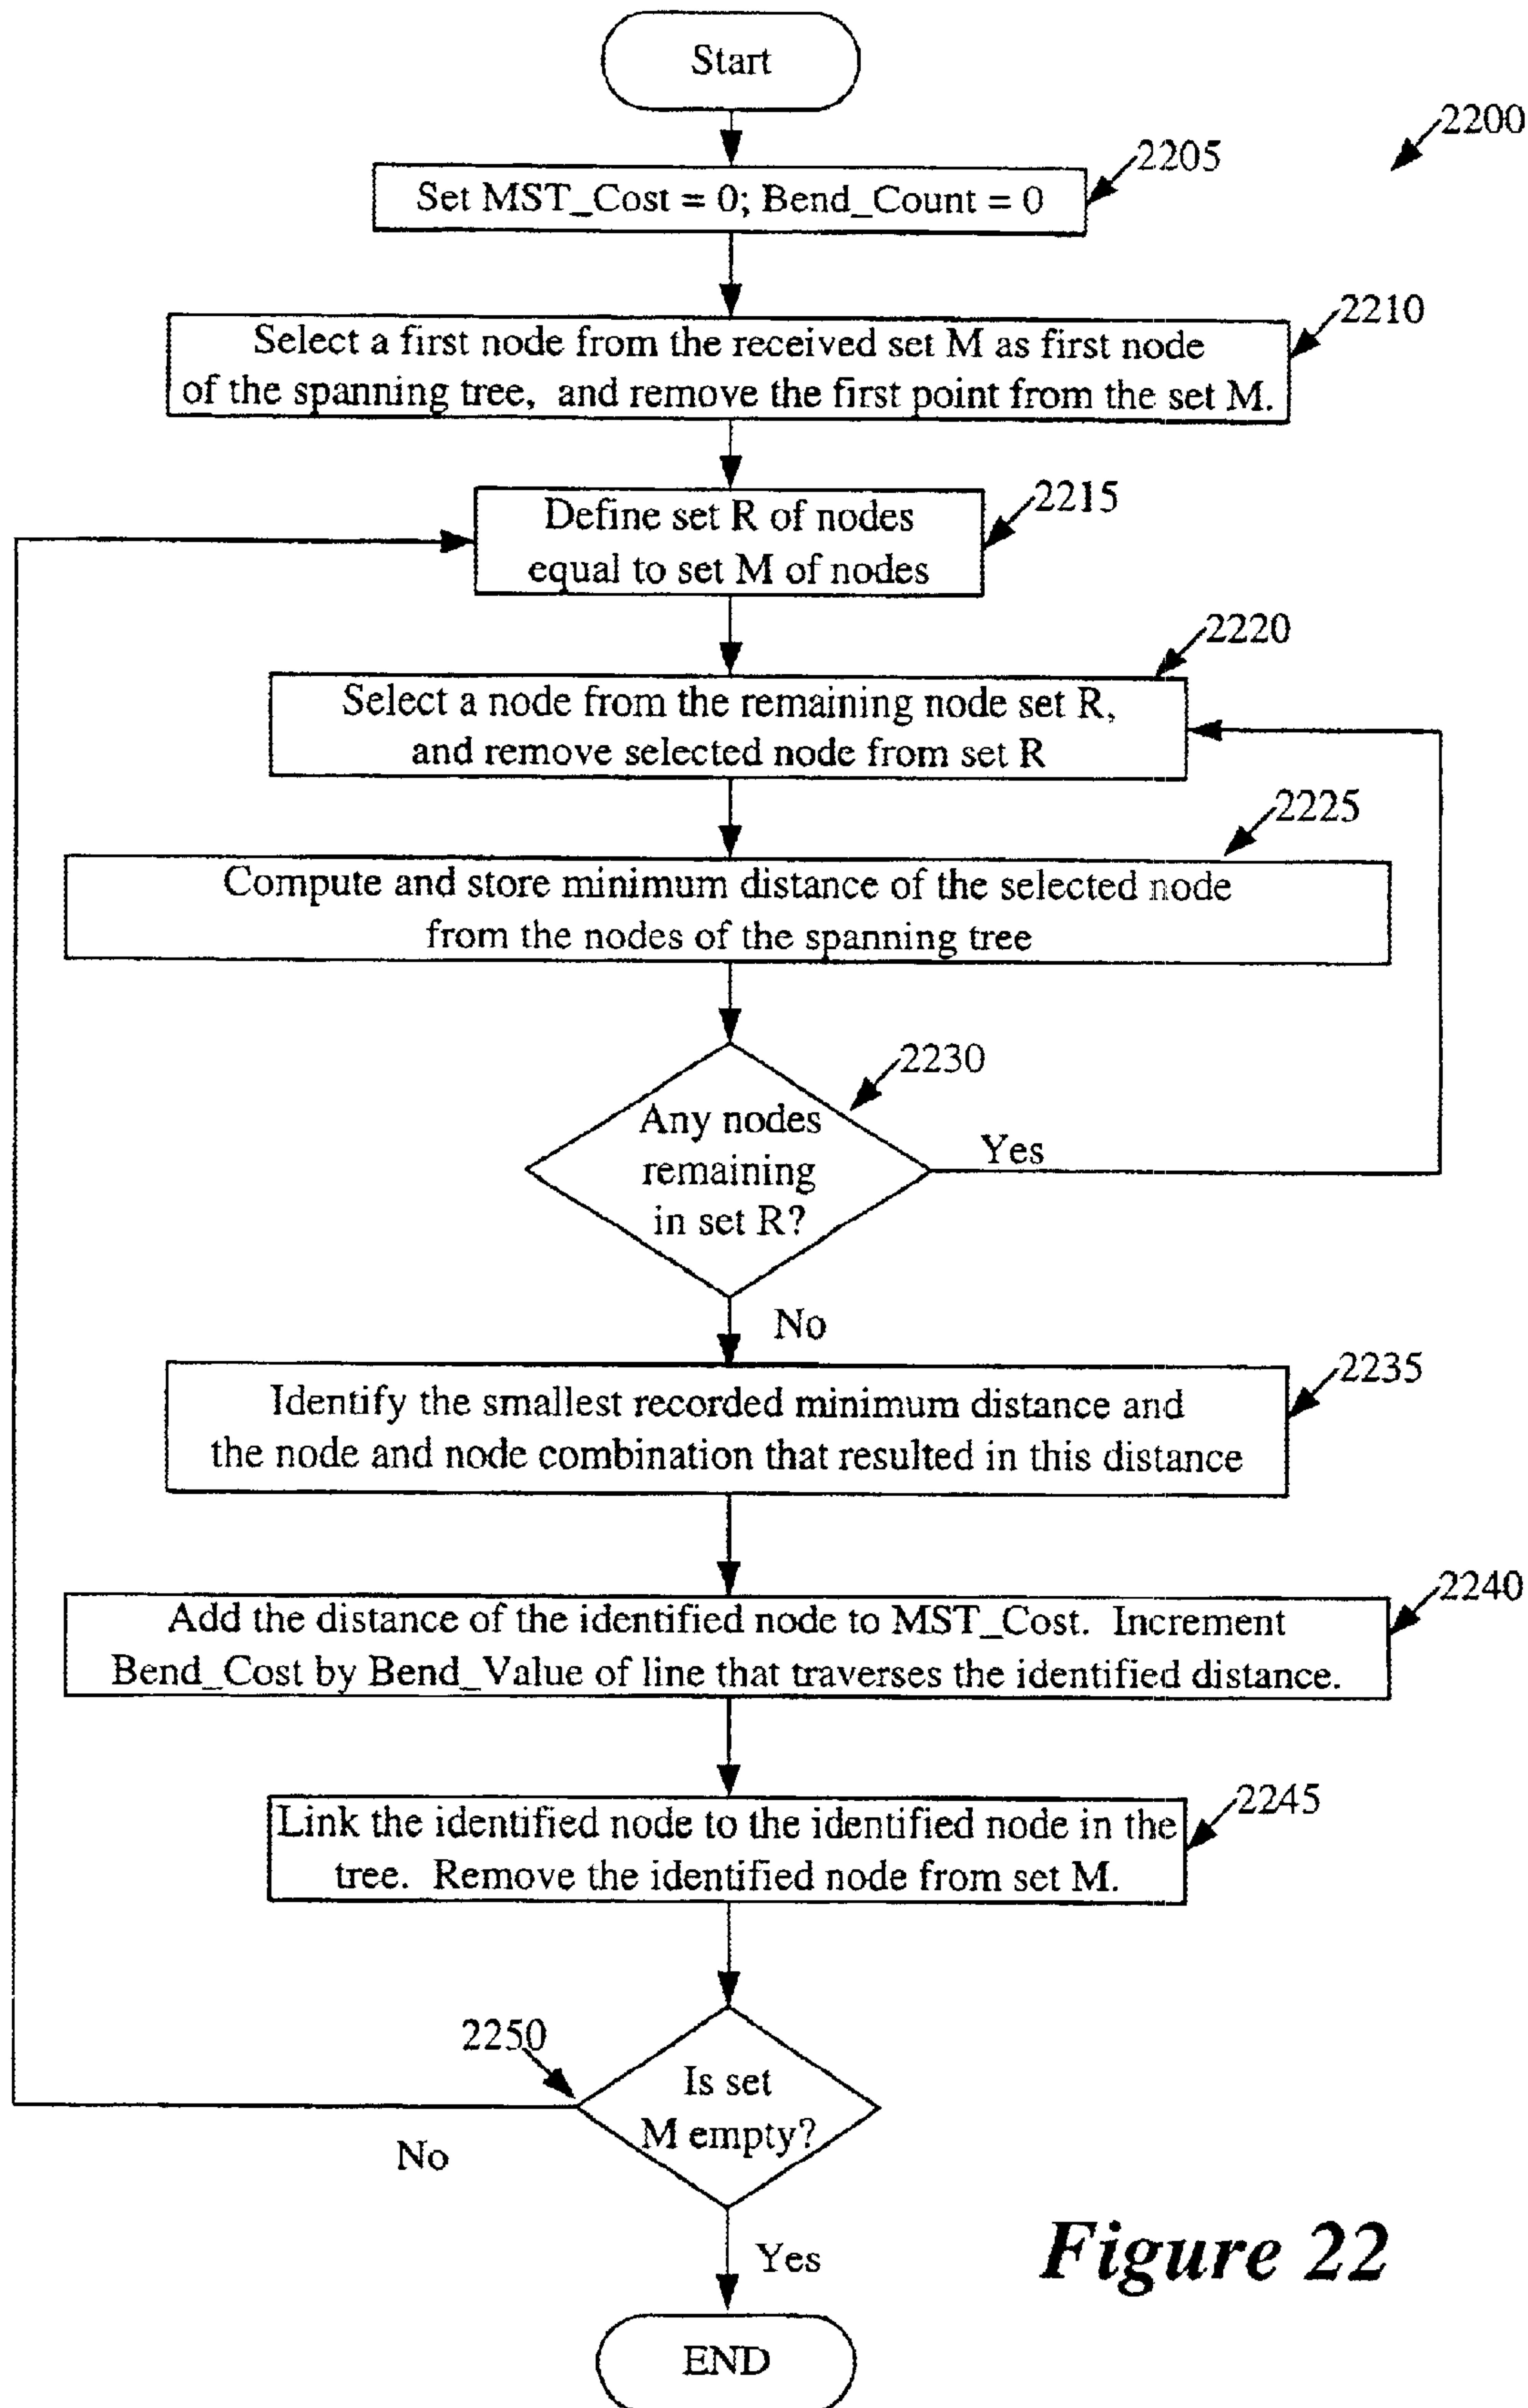 Start
2200
2205
Set MST_Cost = 0; Bend_Count = 0
2210
Select a first node from the received set M as first node
of the spanning tree, and remove the first point from the set M.
2215
Define set R of nodes
equal to set M of nodes
2220
Select a node from the remaining node set R,
and remove selected node from set R
2225
Compute and store minimum distance of the selected node
from the nodes of the spanning tree
2230
Any nodes
remaining
in set R?
Yes
No
2235
Identify the smallest recorded minimum distance and
the node and node combination that resulted in this distance
2240
Add the distance of the identified node to MST_Cost. Increment
Bend_Cost by Bend_Value of line that traverses the identified distance.
2245
Link the identified node to the identified node in the
tree. Remove the identified node from set M.
2250
Is set
M empty?
No
Yes
Figure 22
END